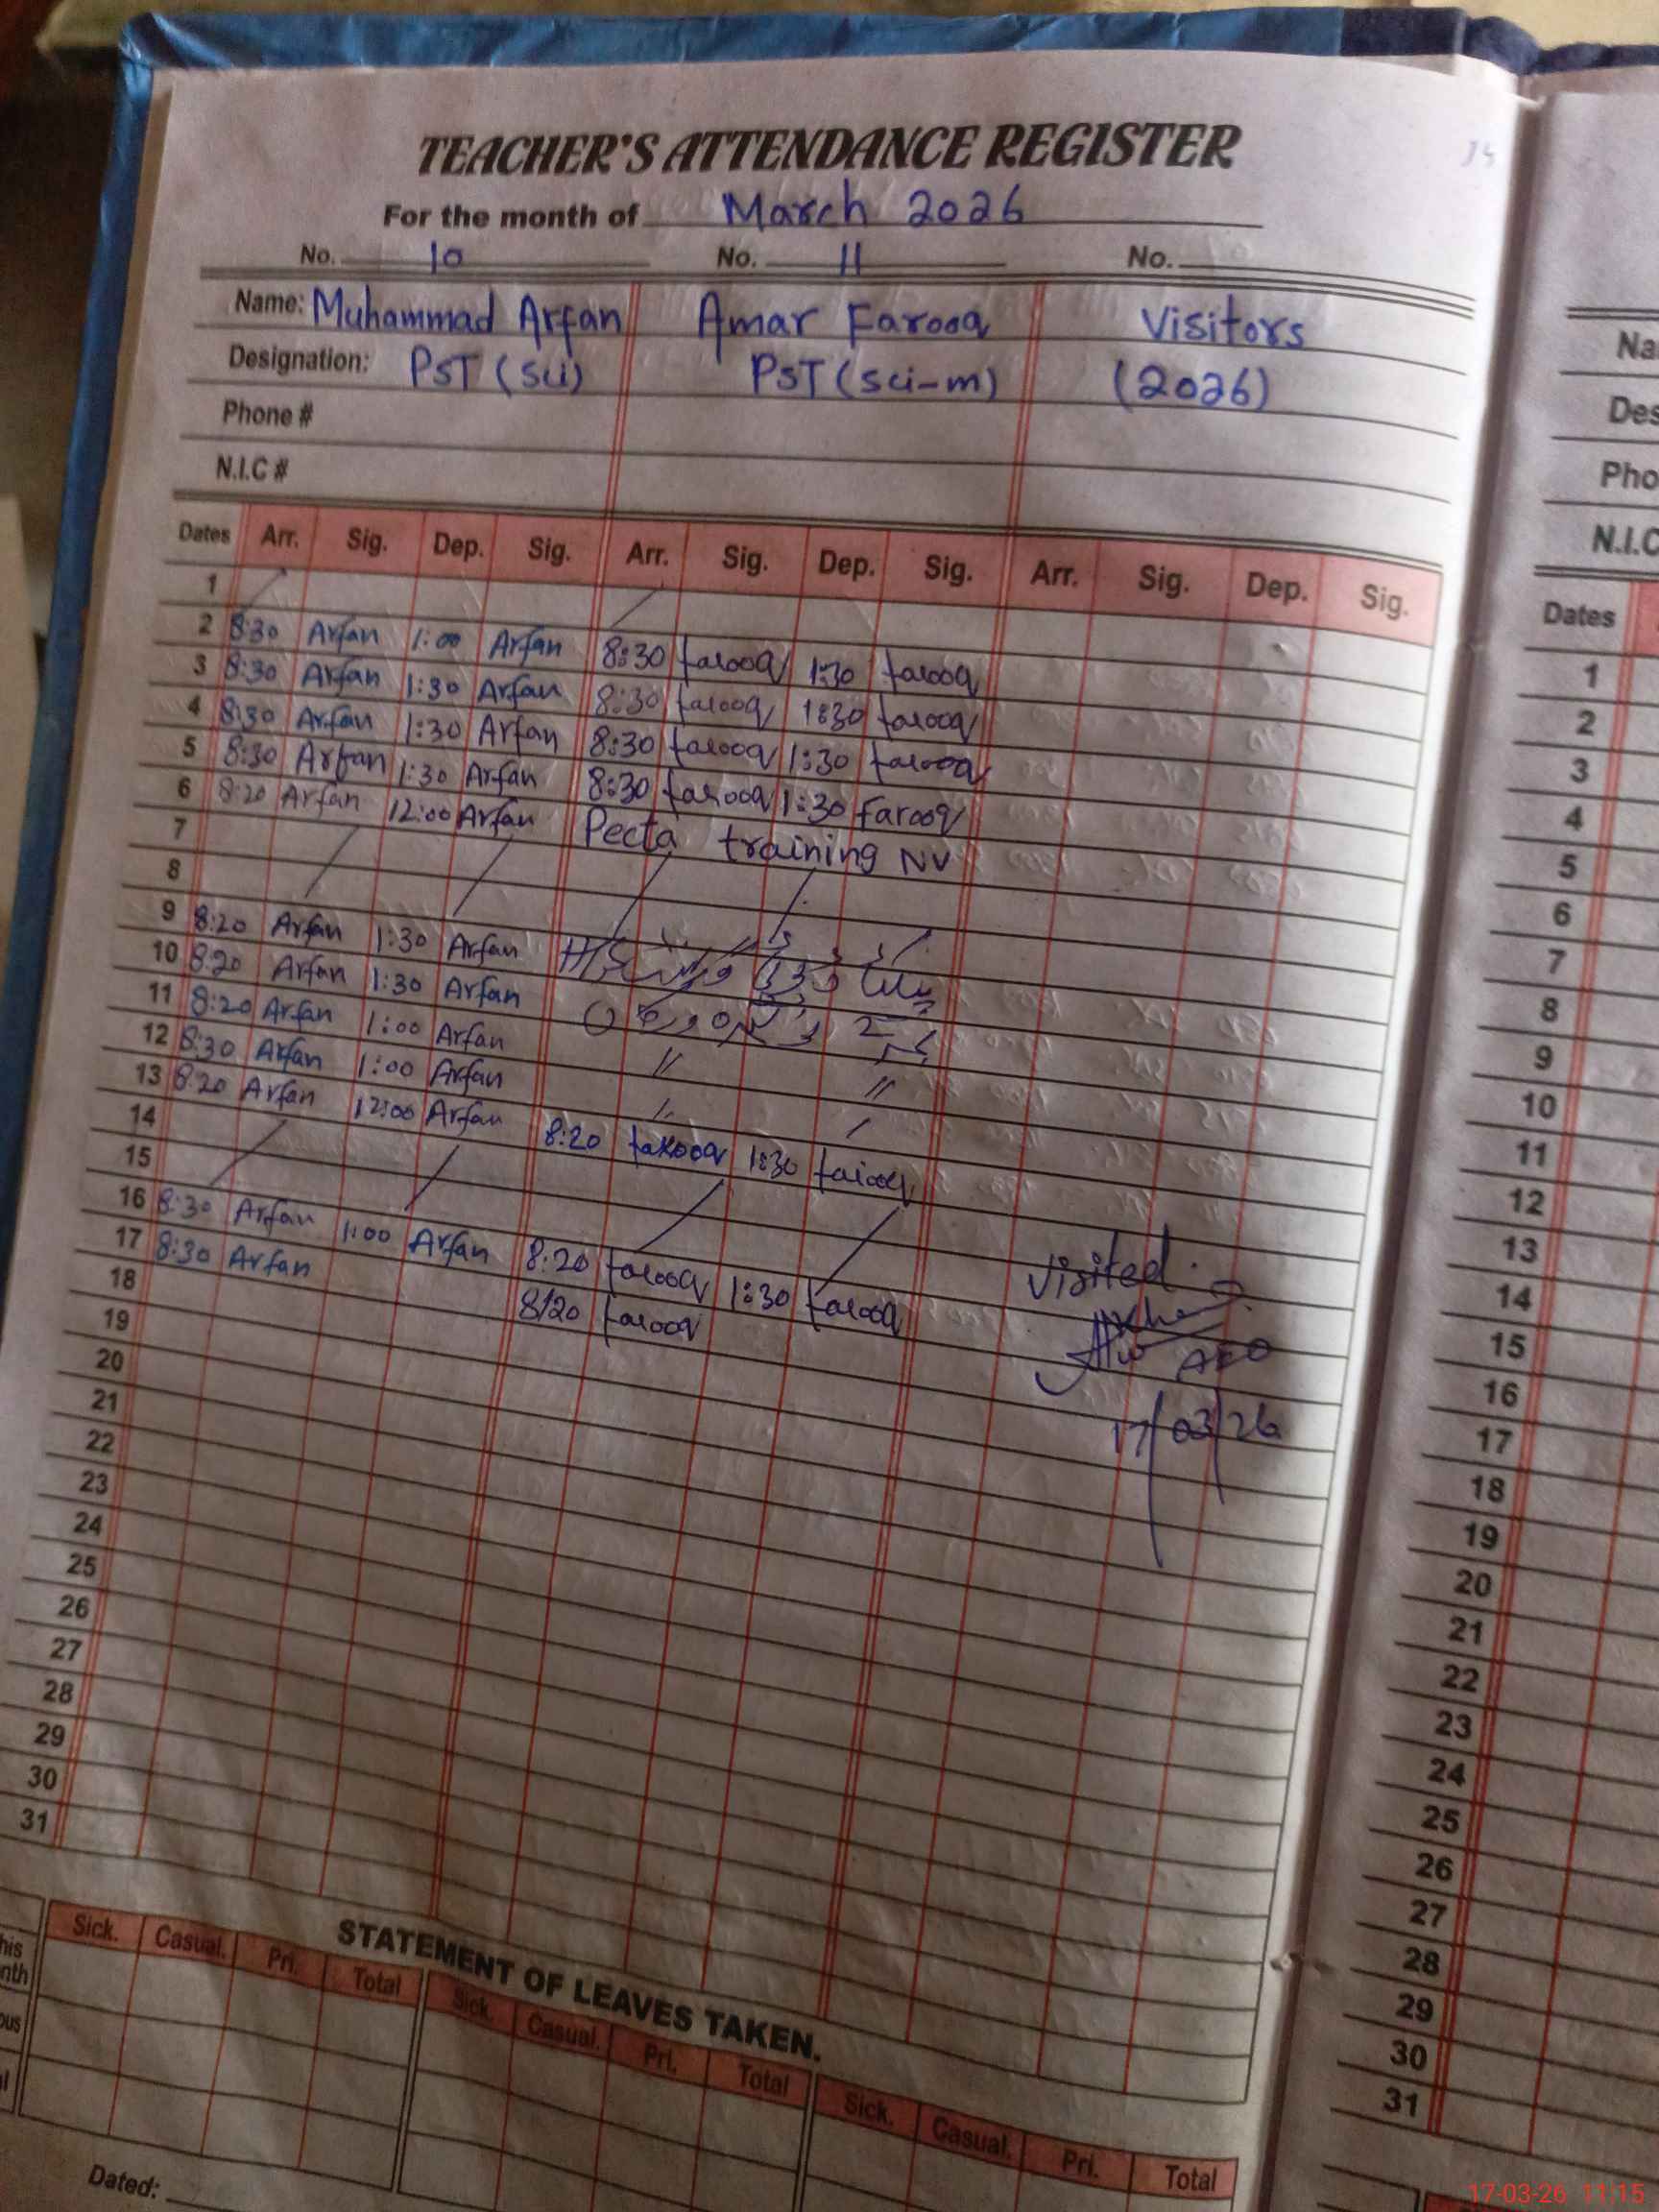 TEACHER'S ATTENDANCE REGISTER
For the month of March 2026
No. 10 No. 11 No.
Name: Muhammad Arfan Amar Farooq Visitors
Designation: PST (sci) PST (sci-m) (2026)
Phone #
N.I.C #
Dates Arr. Sig. Dep. Sig. Arr. Sig. Dep. Sig. Arr. Sig. Dep. Sig.
1
2 8:30 Arfan 1:00 Arfan 8:30 farooq 1:30 farooq
3 8:30 Arfan 1:30 Arfan 8:30 farooq 1:30 farooq
4 8:30 Arfan 1:30 Arfan 8:30 farooq 1:30 farooq
5 8:30 Arfan 1:30 Arfan 8:30 farooq 1:30 Farooq
6 8:20 Arfan 12:00 Arfan Pecta training NV
7
8
9 8:20 Arfan 1:30 Arfan
10 8:20 Arfan 1:30 Arfan
11 8:20 Arfan 1:00 Arfan 〃 〃
12 8:30 Arfan 1:00 Arfan
13 8:20 Arfan 12:00 Arfan 8:20 farooq 1:30 farooq
14
15
16 8:30 Arfan 1:00 Arfan 8:20 farooq 1:30 farooq
17 8:30 Arfan 8:20 farooq
Visited
AEO
17/03/26
18
19
20
21
22
23
24
25
26
27
28
29
30
31
STATEMENT OF LEAVES TAKEN.
Sick. Casual. Pri. Total Sick. Casual. Pri. Total Sick. Casual. Pri. Total
Dated:
Na
Des
Pho
N.I.C
Dates
1
2
3
4
5
6
7
8
9
10
11
12
13
14
15
16
17
18
19
20
21
22
23
24
25
26
27
28
29
30
31
17-03-26 11:15